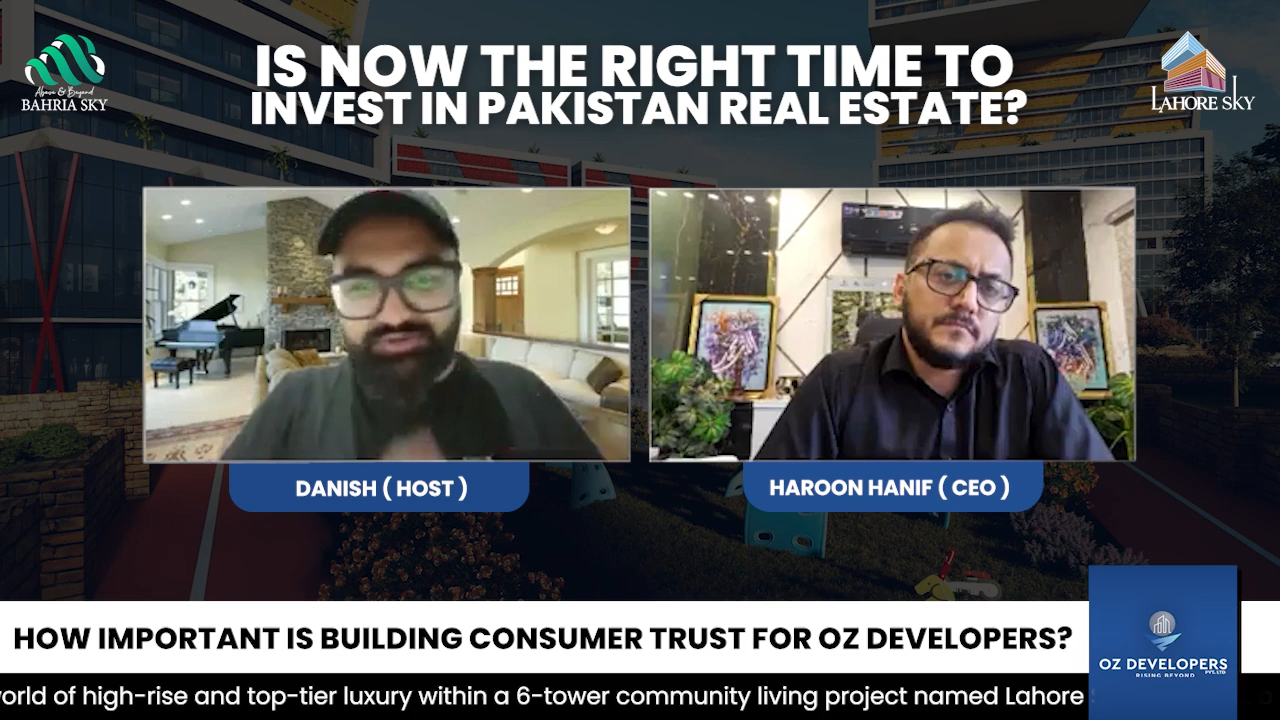 IS NOW THE RIGHT TIME TO
INVEST IN PAKISTAN REAL ESTATE?
Above & Beyond
BAHRIA SKY
LAHORE SKY
DANISH ( HOST )
HAROON HANIF ( CEO )
HOW IMPORTANT IS BUILDING CONSUMER TRUST FOR OZ DEVELOPERS?
OZ DEVELOPERS
PVT. LTD
RISING BEYOND
of high-rise and top-tier luxury within a 6-tower community living project named Lahore